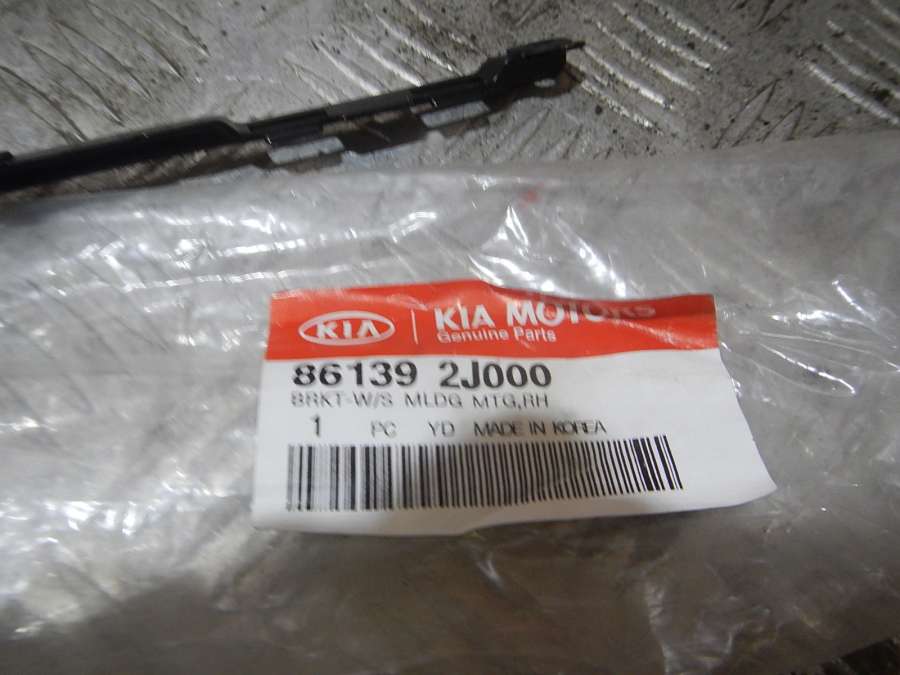 KIA
KIA MOTORS
Genuine Parts
86139 2J000
BRKT-W/S MLDG MTG,RH
1 PC YD MADE IN KOREA